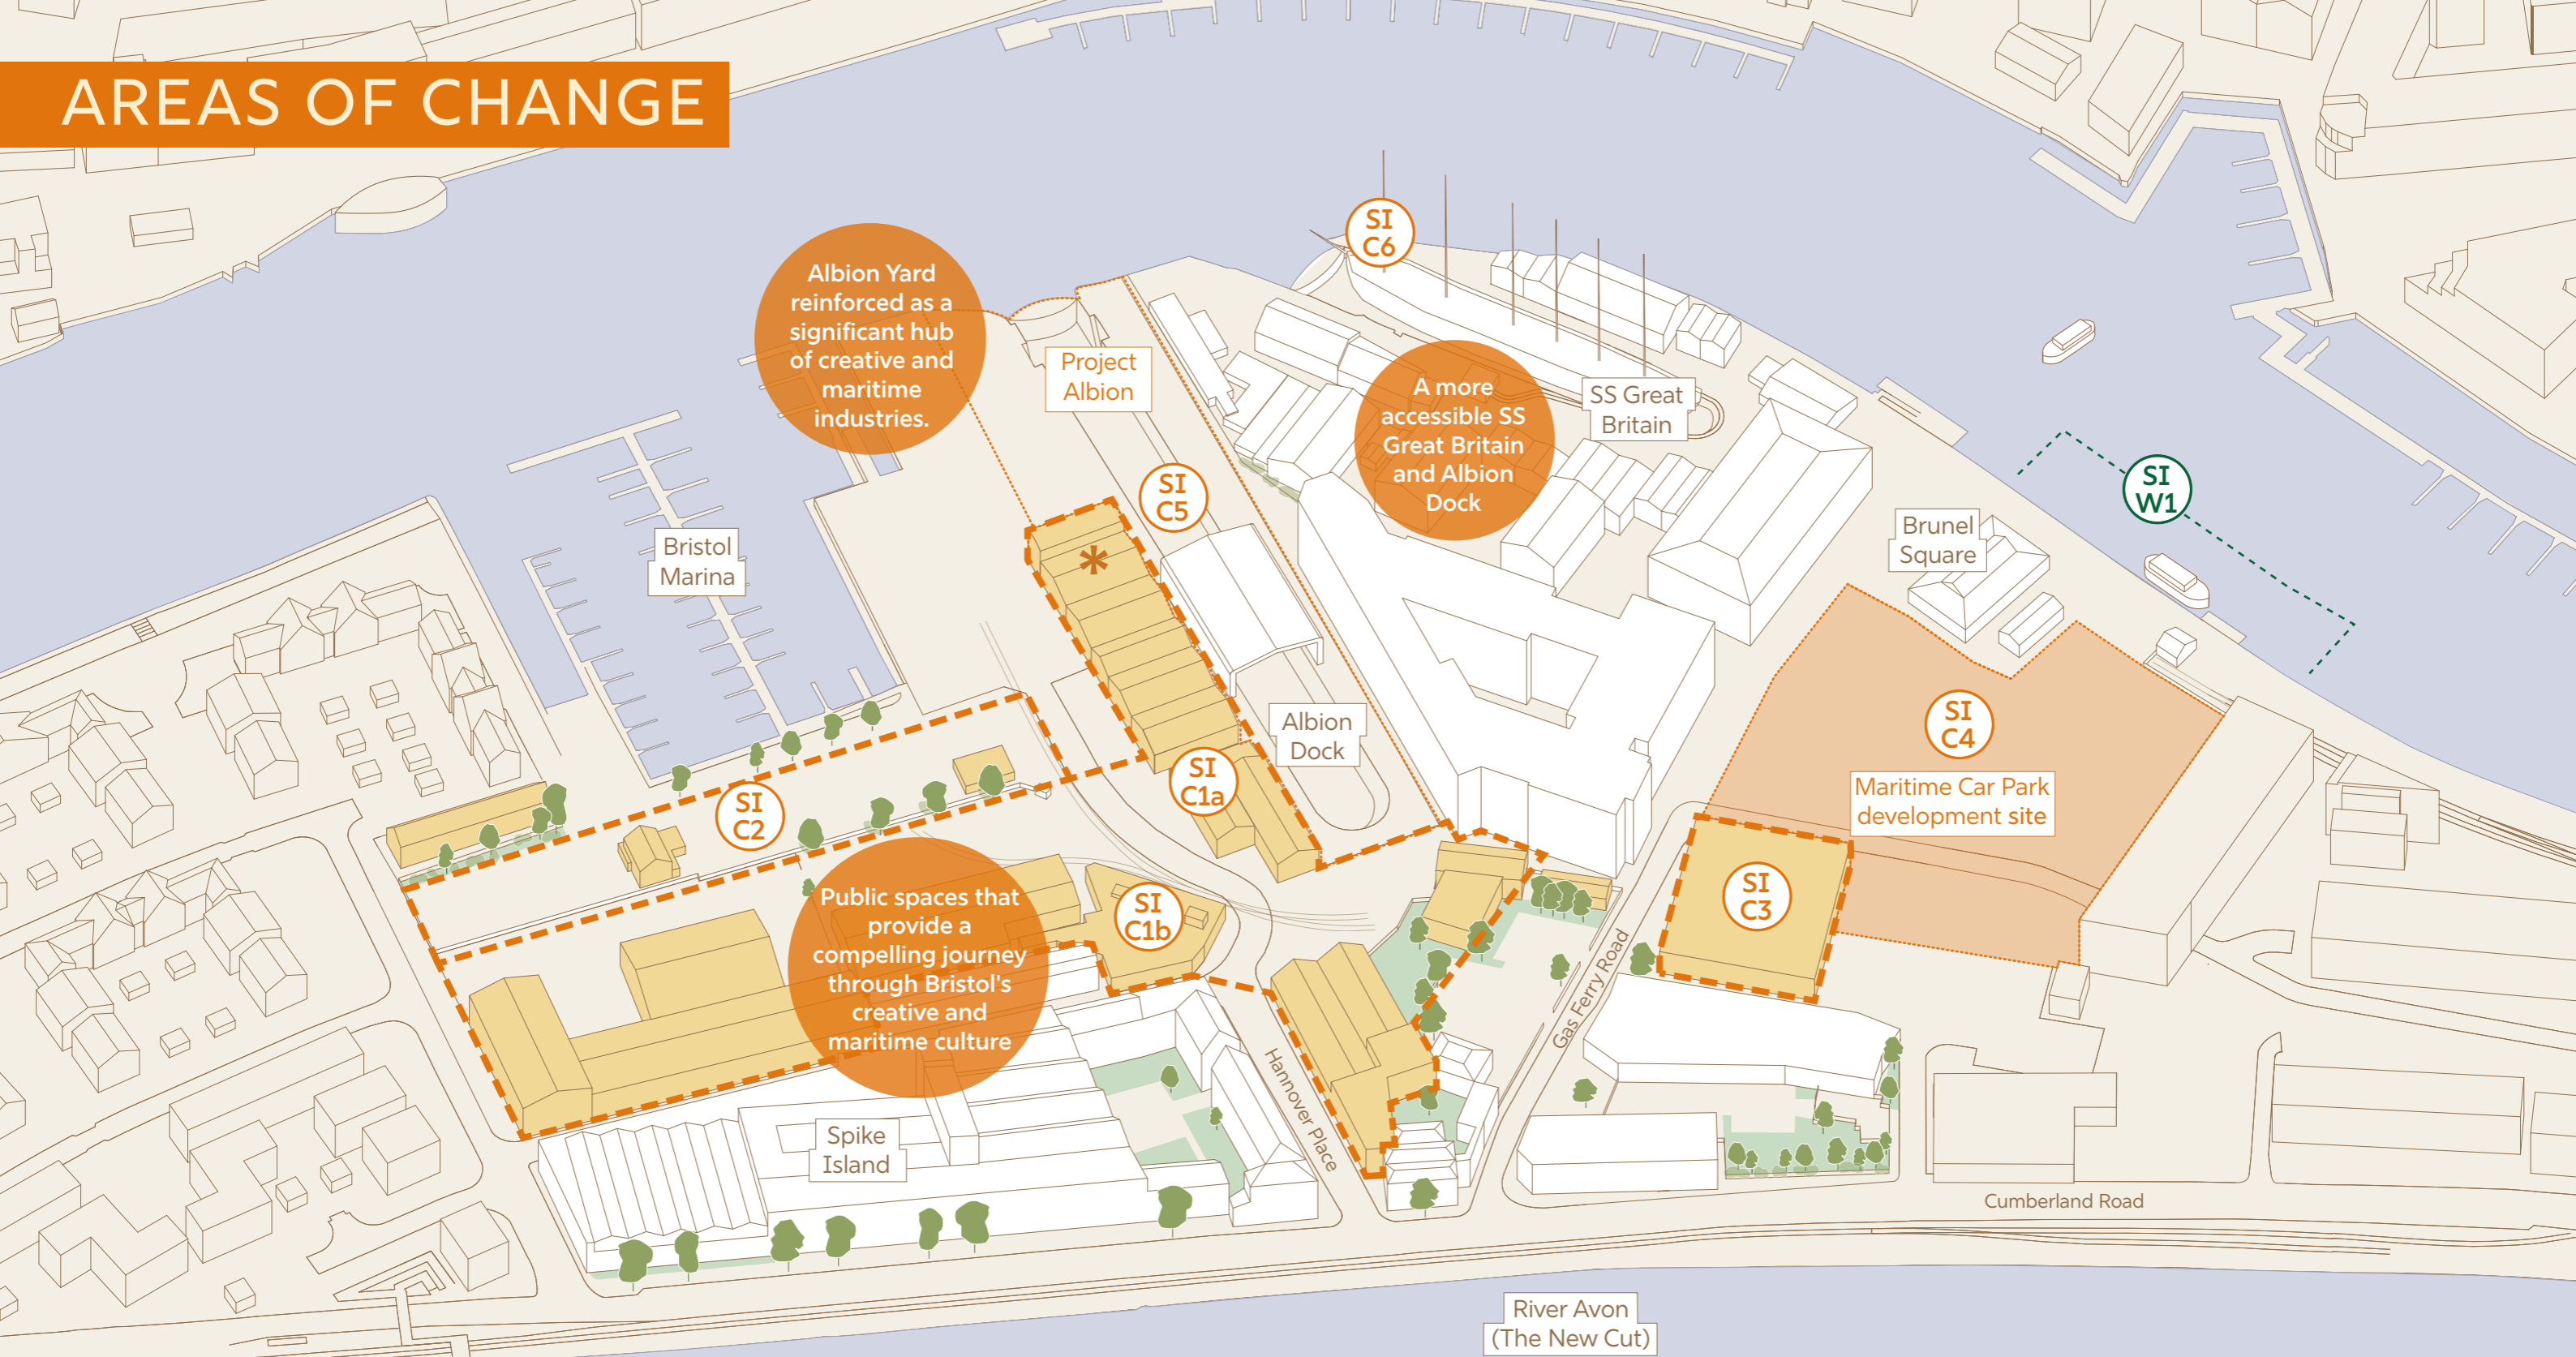 AREAS OF CHANGE
SI
C6
Albion Yard
reinforced as a
significant hub
of creative and
maritime
industries.
Project
Albion
A more
accessible SS
Great Britain
and Albion
Dock
SS Great
Britain
SI
C5
SI
W1
Bristol
Marina
Brunel
Square
SI
C4
Albion
Dock
SI
C1a
Maritime Car Park
development site
SI
C2
SI
C3
Public spaces that
provide a
compelling journey
through Bristol's
creative and
maritime culture
SI
C1b
Gas Ferry Road
Hannover Place
Spike
Island
Cumberland Road
River Avon
(The New Cut)